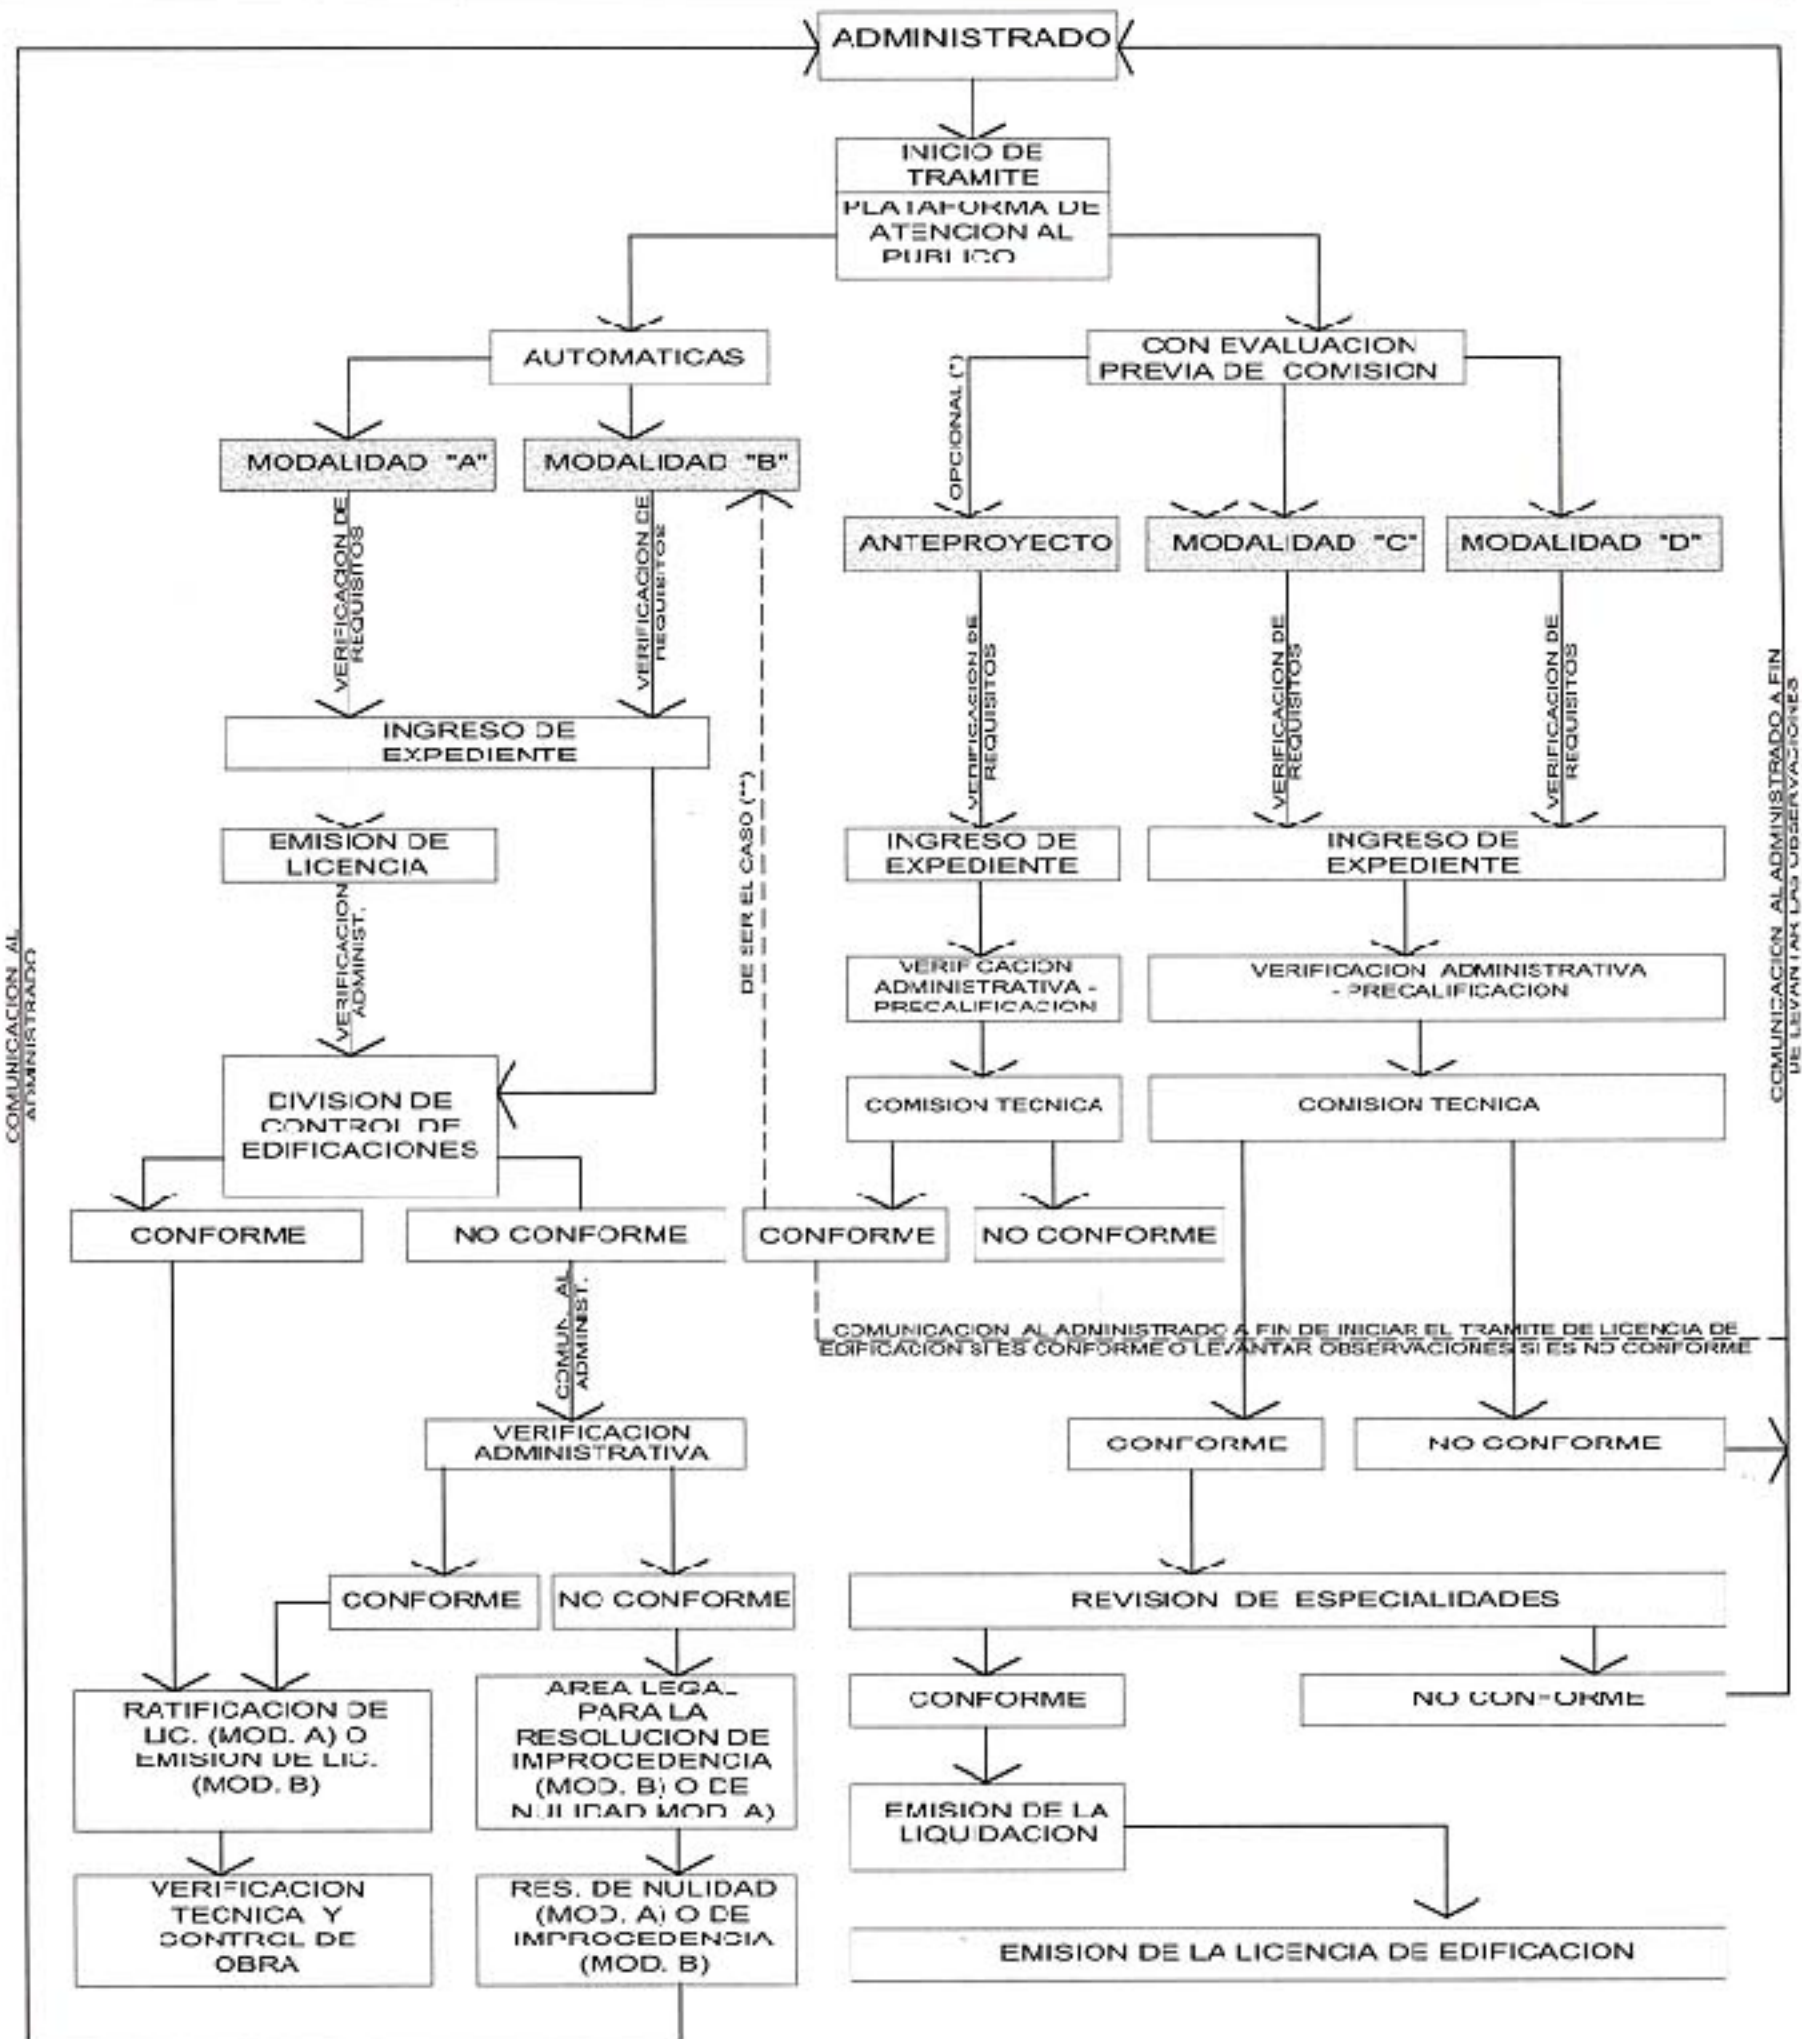 ADMINISTRADO
INICIO DE
TRAMITE
PLATAFORMA DE
ATENCION AL
PUBLICO
AUTOMATICAS
CON EVALUACION
PREVIA DE COMISION
OPCIONAL (*)
MODALIDAD "A"
MODALIDAD "B"
ANTEPROYECTO
MODALIDAD "C"
MODALIDAD "D"
VERIFICACION DE
REQUISITOS
VERIFICACION DE
REQUISITOS
VERIFICACION DE
REQUISITOS
VERIFICACION DE
REQUISITOS
VERIFICACION DE
REQUISITOS
INGRESO DE
EXPEDIENTE
DE SER EL CASO (**)
EMISION DE
LICENCIA
INGRESO DE
EXPEDIENTE
INGRESO DE
EXPEDIENTE
VERIFICACION
ADMINIST.
VERIFICACION
ADMINISTRATIVA -
PRECALIFICACION
VERIFICACION ADMINISTRATIVA
- PRECALIFICACION
COMUNICACION AL
ADMINISTRADO
COMUNICACION AL ADMINISTRADO A FIN
DE LEVANTAR LAS OBSERVACIONES
DIVISION DE
CONTROL DE
EDIFICACIONES
COMISION TECNICA
COMISION TECNICA
CONFORME
NO CONFORME
CONFORME
NO CONFORME
COMUN. AL
ADMINIST.
COMUNICACION AL ADMINISTRADO A FIN DE INICIAR EL TRAMITE DE LICENCIA DE
EDIFICACION SI ES CONFORME O LEVANTAR OBSERVACIONES SI ES NO CONFORME
VERIFICACION
ADMINISTRATIVA
CONFORME
NO CONFORME
CONFORME
NO CONFORME
REVISION DE ESPECIALIDADES
RATIFICACION DE
LIC. (MOD. A) O
EMISION DE LIC.
(MOD. B)
AREA LEGAL
PARA LA
RESOLUCION DE
IMPROCEDENCIA
(MOD. B) O DE
NULIDAD MOD. A)
CONFORME
NO CONFORME
EMISION DE LA
LIQUIDACION
VERIFICACION
TECNICA Y
CONTROL DE
OBRA
RES. DE NULIDAD
(MOD. A) O DE
IMPROCEDENCIA
(MOD. B)
EMISION DE LA LICENCIA DE EDIFICACION